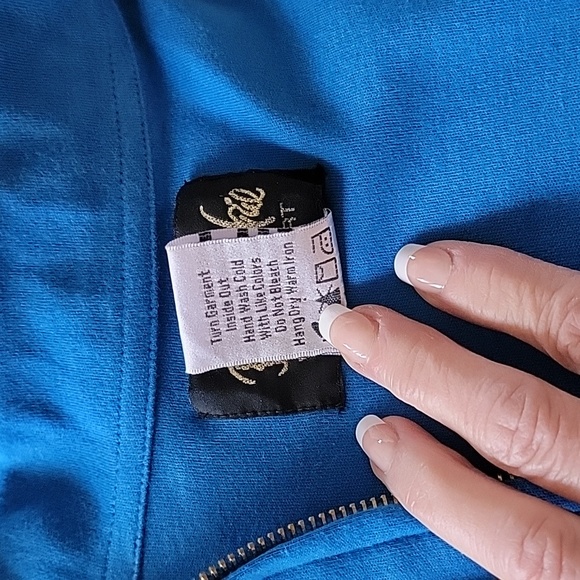 Turn Garment
Inside Out
Hand Wash Cold
With Like Colors
Do Not Bleach
Hang Dry Warm Iron